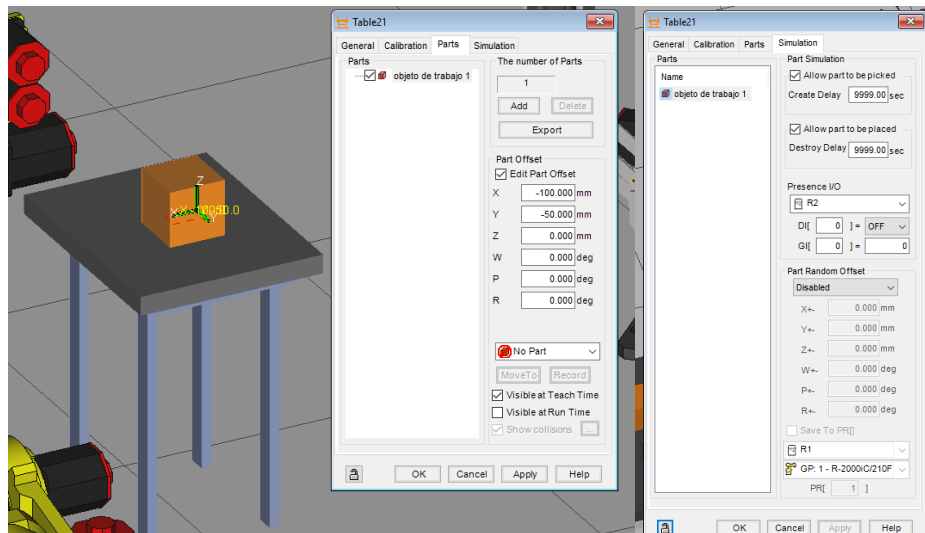 Table21
General Calibration Parts Simulation
Parts
objeto de trabajo 1
The number of Parts
1
Add Delete
Export
Part Offset
Edit Part Offset
X -100.000 mm
Y -50.000 mm
Z 0.000 mm
W 0.000 deg
P 0.000 deg
R 0.000 deg
No Part
MoveTo Record
Visible at Teach Time
Visible at Run Time
Show collisions ...
OK Cancel Apply Help
Table21
General Calibration Parts Simulation
Parts
Name
objeto de trabajo 1
Part Simulation
Allow part to be picked
Create Delay 9999.00 sec
Allow part to be placed
Destroy Delay 9999.00 sec
Presence I/O
R2
DI[ 0 ] = OFF
GI[ 0 ] = 0
Part Random Offset
Disabled
X+- 0.000 mm
Y+- 0.000 mm
Z+- 0.000 mm
W+- 0.000 deg
P+- 0.000 deg
R+- 0.000 deg
Save To PR[]
R1
GP: 1 - R-2000iC/210F
PR[ 1 ]
OK Cancel Apply Help
Z
X
Y